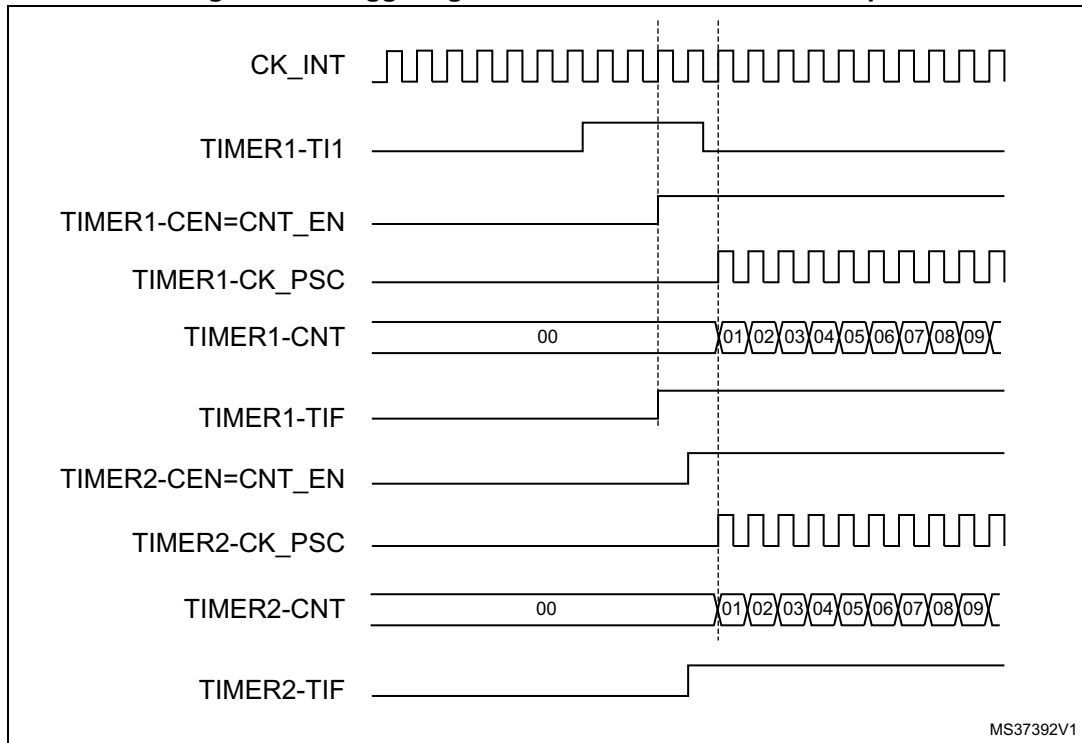 CK_INT
TIMER1-TI1
TIMER1-CEN=CNT_EN
TIMER1-CK_PSC
TIMER1-CNT 00 01 02 03 04 05 06 07 08 09
TIMER1-TIF
TIMER2-CEN=CNT_EN
TIMER2-CK_PSC
TIMER2-CNT 00 01 02 03 04 05 06 07 08 09
TIMER2-TIF
MS37392V1